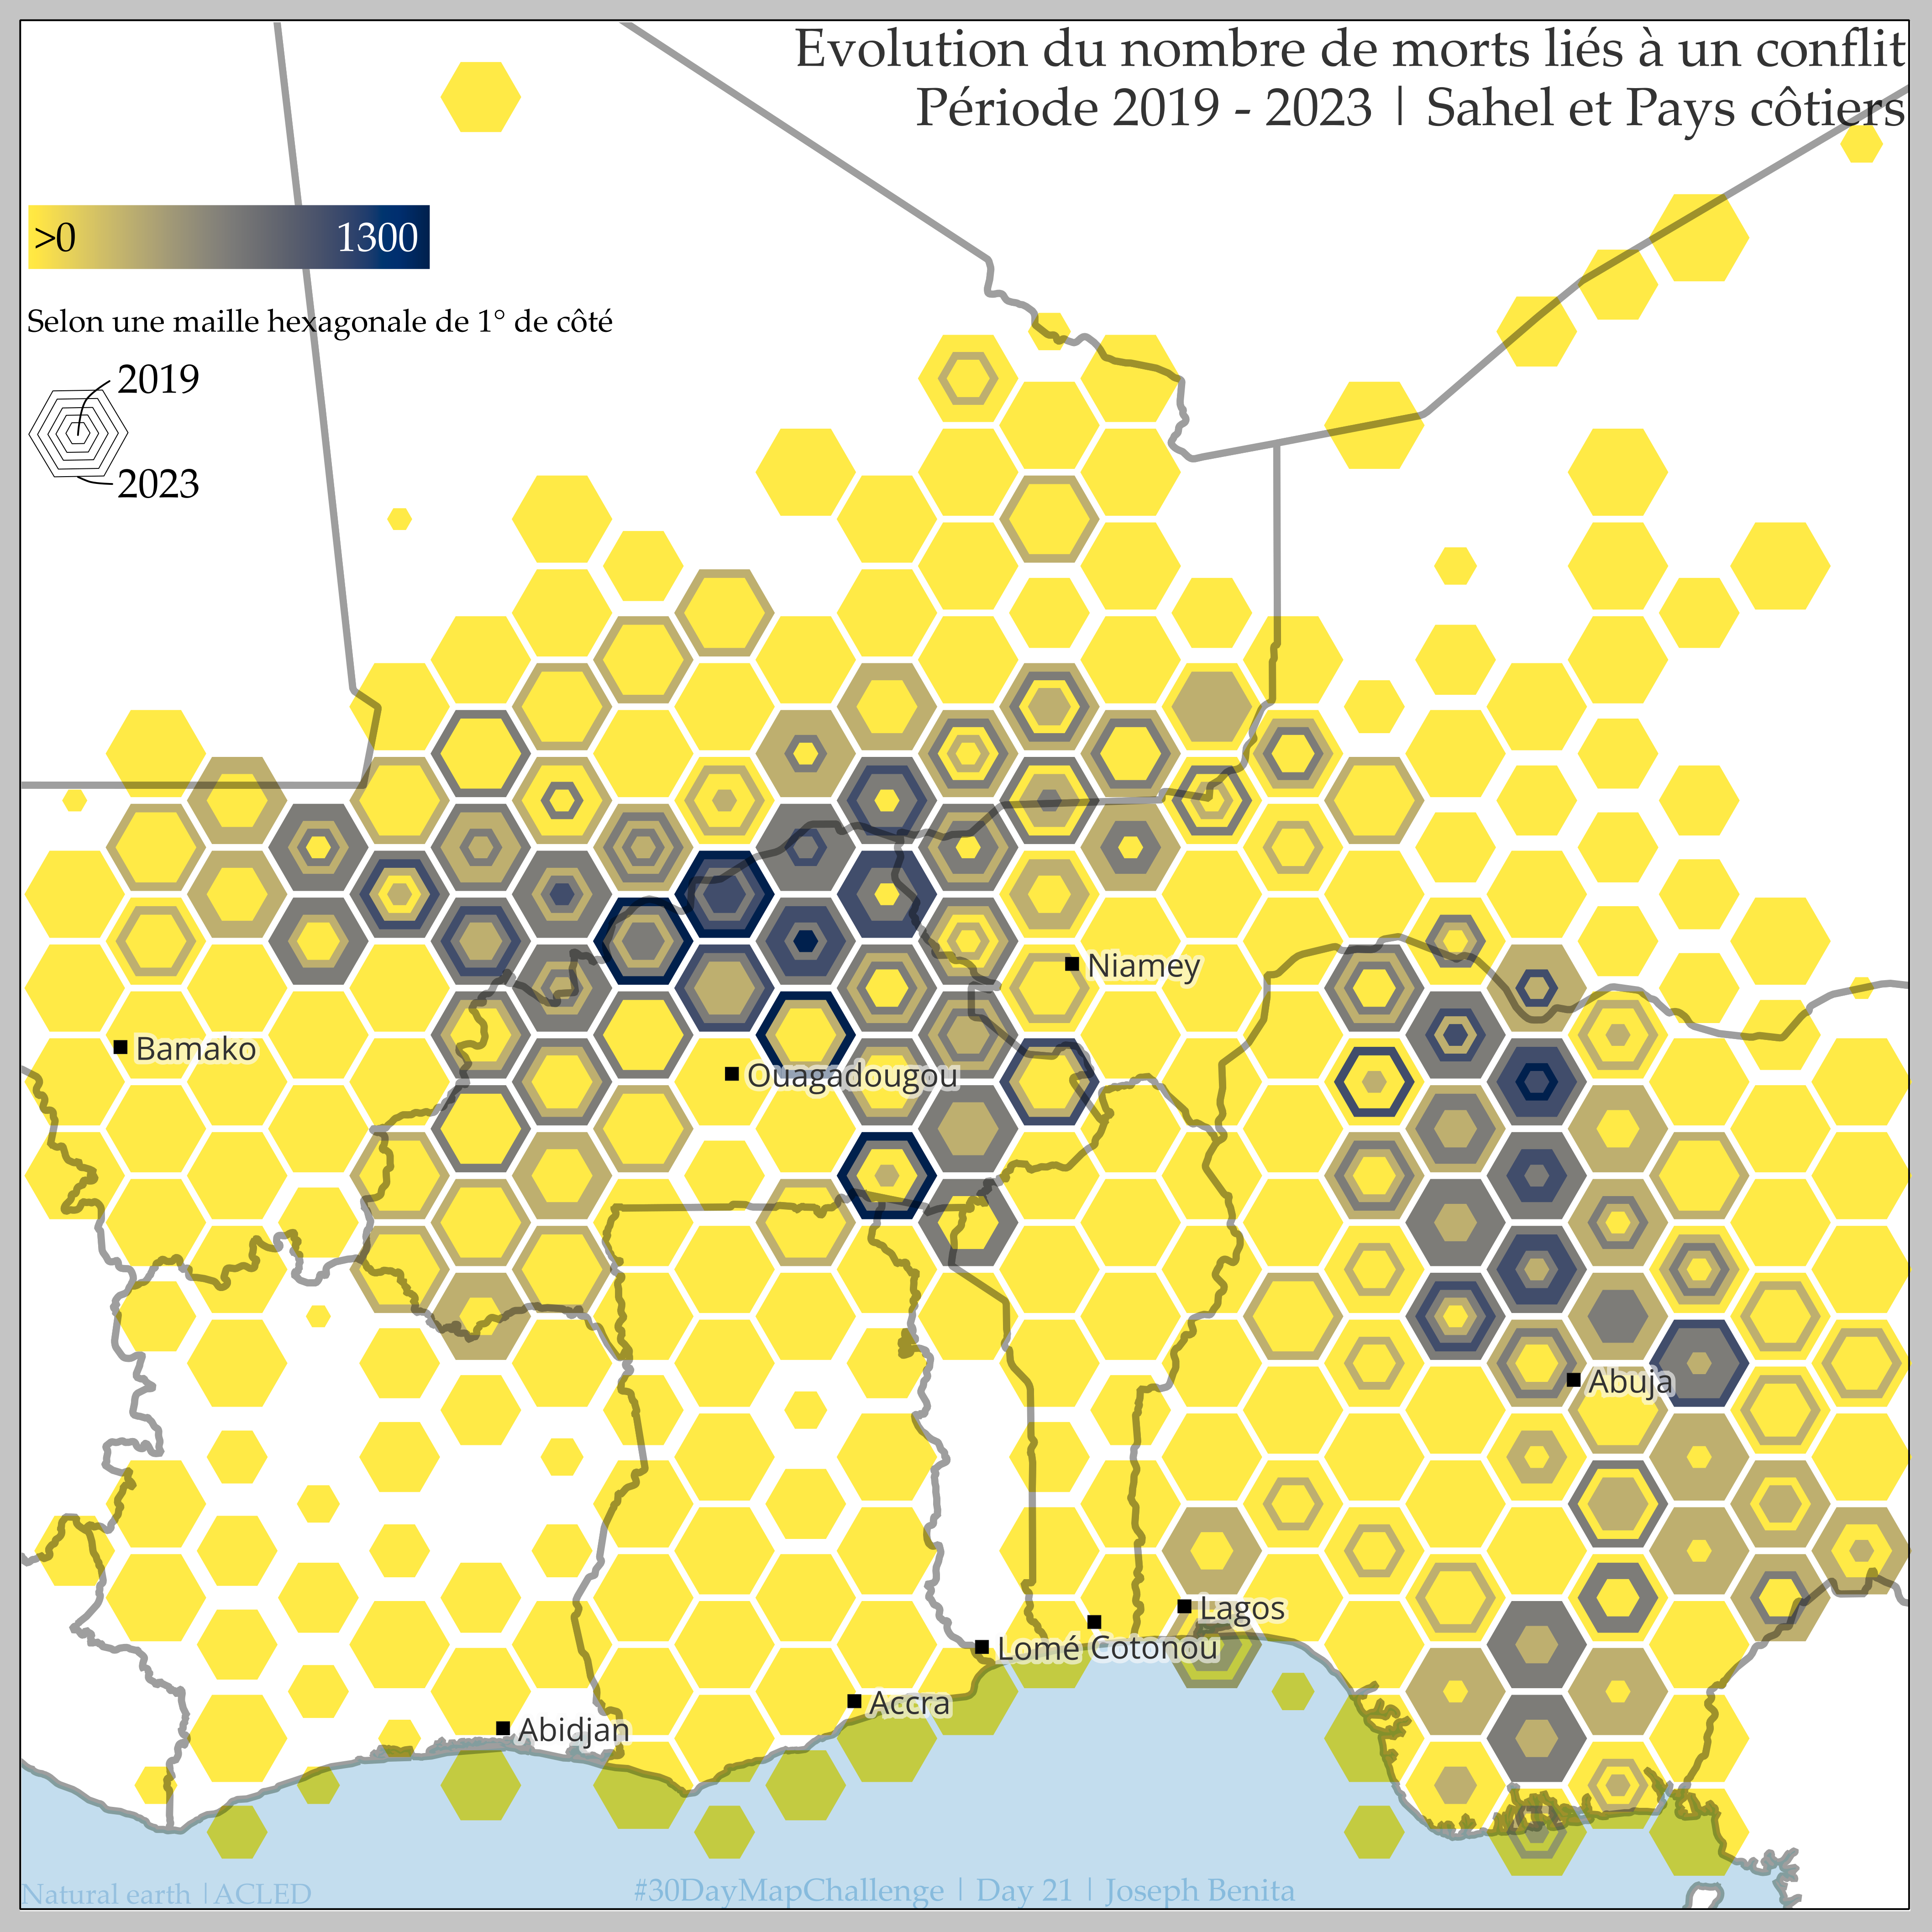 Evolution du nombre de morts liés à un conflit
Période 2019 - 2023 | Sahel et Pays côtiers
>0 1300
Selon une maille hexagonale de 1° de côté
2019
2023
Niamey
Bamako
Ouagadougou
Abuja
Lagos
Lomé Cotonou
Accra
Abidjan
Natural earth |ACLED
#30DayMapChallenge | Day 21 | Joseph Benita